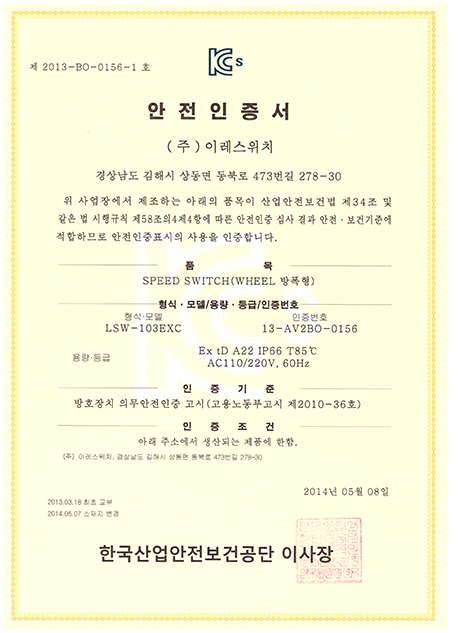 제 2013-BO-0156-1 호
KCs
안전인증서
(주)이레스위치
경상남도 김해시 상동면 동북로 473번길 278-30
위 사업장에서 제조하는 아래의 품목이 산업안전보건법 제34조 및
같은 법 시행규칙 제58조의4제4항에 따른 안전인증 심사 결과 안전·보건기준에
적합하므로 안전인증표시의 사용을 인증합니다.
품 목
SPEED SWITCH(WHEEL 방폭형)
형식·모델/용량·등급/인증번호
형식·모델 인증번호
LSW-103EXC 13-AV2BO-0156
용량·등급 Ex tD A22 IP66 T85℃
AC110/220V, 60Hz
인 증 기 준
방호장치 의무안전인증 고시(고용노동부고시 제2010-36호)
인 증 조 건
아래 주소에서 생산되는 제품에 한함.
(주) 이레스위치, 경상남도 김해시 상동면 동북로 473번길 278-30
2014년 05월 08일
2013.03.18 최초 교부
2014.05.07 소재지 변경
한국산업안전보건공단 이사장